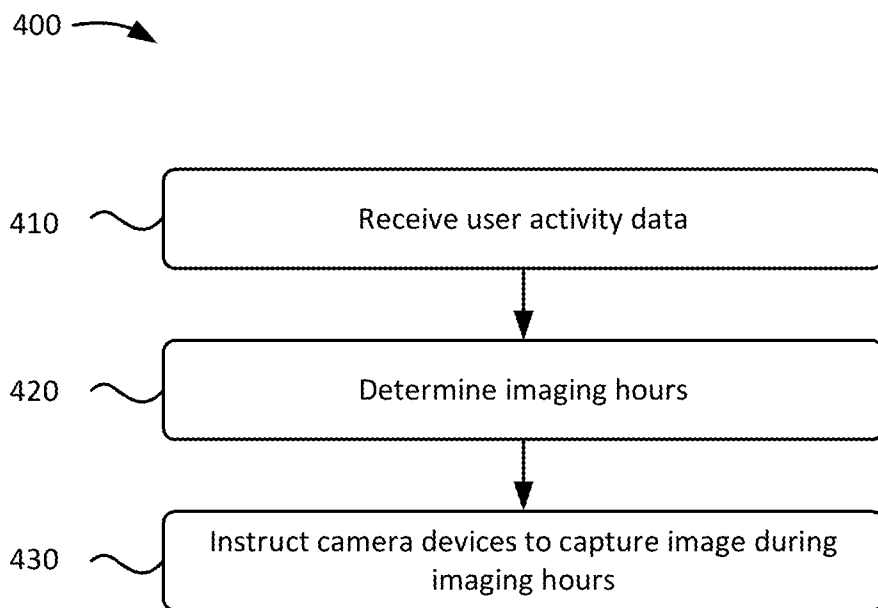 400
410
Receive user activity data
420
Determine imaging hours
430
Instruct camera devices to capture image during
imaging hours